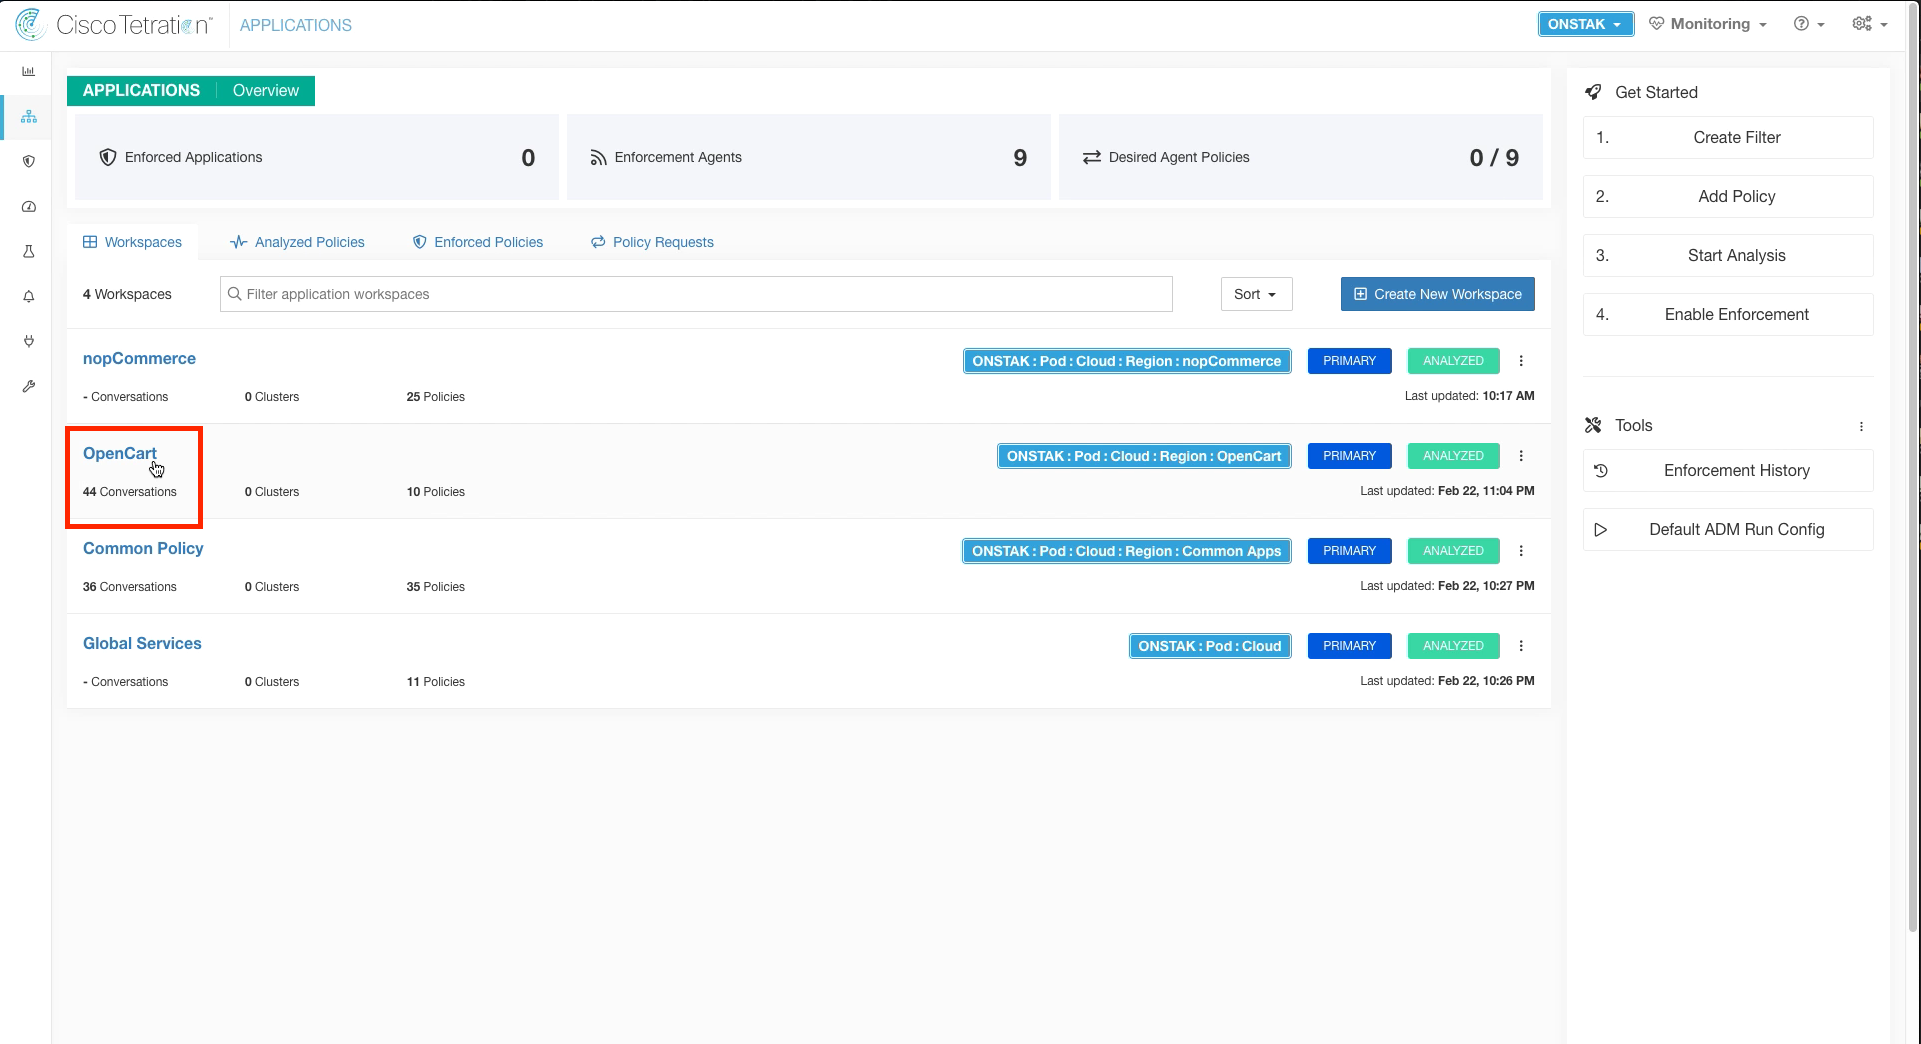 Cisco Tetration™ APPLICATIONS ONSTAK Monitoring
APPLICATIONS Overview
Enforced Applications 0
Enforcement Agents 9
Desired Agent Policies 0 / 9
Workspaces Analyzed Policies Enforced Policies Policy Requests
4 Workspaces Filter application workspaces Sort Create New Workspace
nopCommerce ONSTAK : Pod : Cloud : Region : nopCommerce PRIMARY ANALYZED
- Conversations 0 Clusters 25 Policies Last updated: 10:17 AM
OpenCart ONSTAK : Pod : Cloud : Region : OpenCart PRIMARY ANALYZED
44 Conversations 0 Clusters 10 Policies Last updated: Feb 22, 11:04 PM
Common Policy ONSTAK : Pod : Cloud : Region : Common Apps PRIMARY ANALYZED
36 Conversations 0 Clusters 35 Policies Last updated: Feb 22, 10:27 PM
Global Services ONSTAK : Pod : Cloud PRIMARY ANALYZED
- Conversations 0 Clusters 11 Policies Last updated: Feb 22, 10:26 PM
Get Started
1. Create Filter
2. Add Policy
3. Start Analysis
4. Enable Enforcement
Tools
Enforcement History
Default ADM Run Config